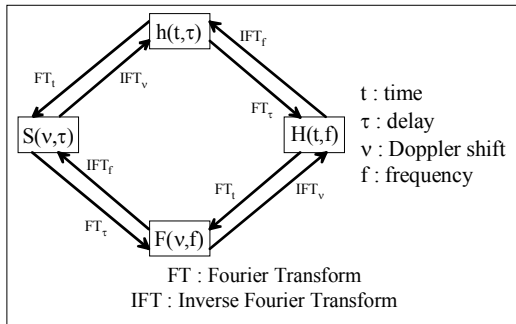 h(t,τ)
IFT_f
FT_t
IFT_ν
FT_τ
t : time
S(ν,τ)
H(t,f)
τ : delay
ν : Doppler shift
IFT_f
FT_t
f : frequency
FT_τ
IFT_ν
F(ν,f)
FT : Fourier Transform
IFT : Inverse Fourier Transform